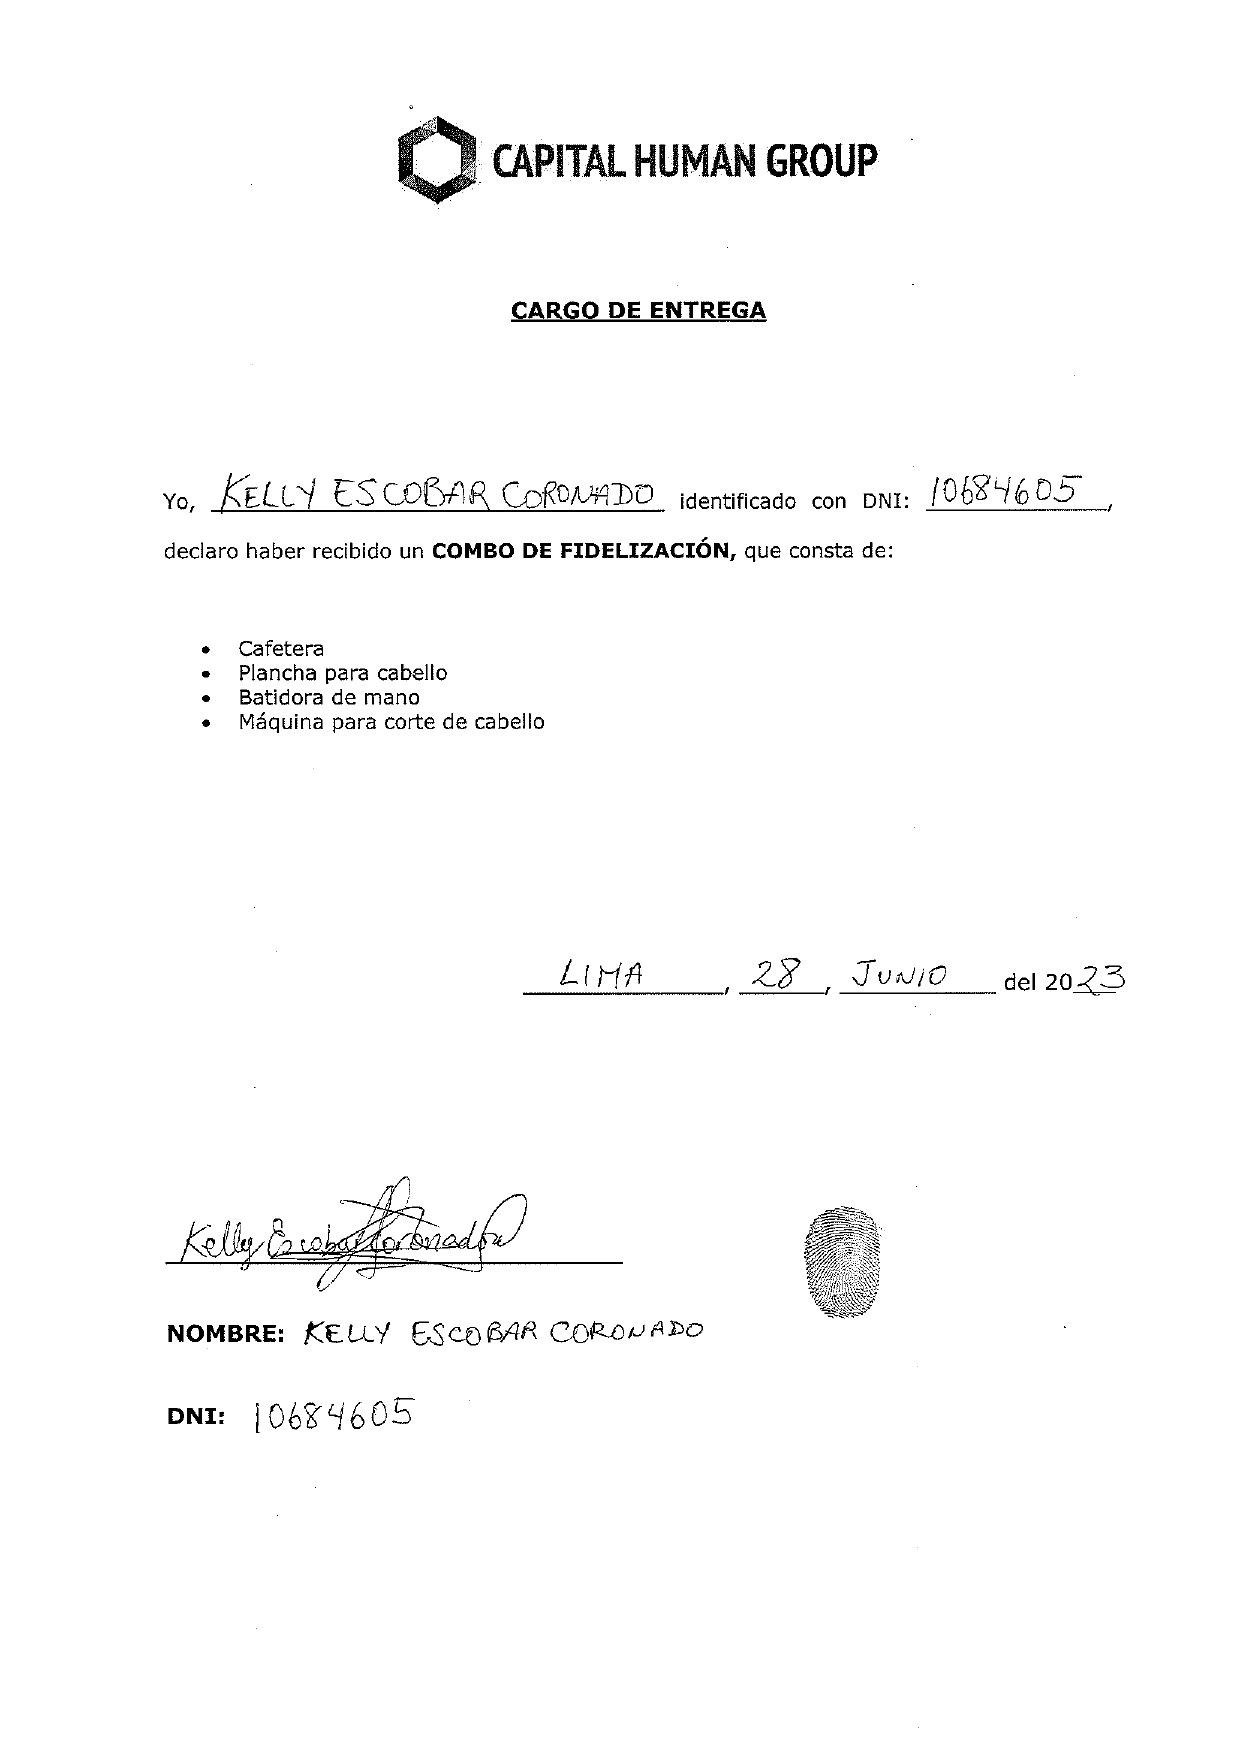 CAPITAL HUMAN GROUP
CARGO DE ENTREGA
Yo, KELLY ESCOBAR CORONADO identificado con DNI: 10684605,
declaro haber recibido un COMBO DE FIDELIZACIÓN, que consta de:
• Cafetera
• Plancha para cabello
• Batidora de mano
• Máquina para corte de cabello
LIMA, 28, JUNIO del 2023
Kelly Escobar Coronado
NOMBRE: KELLY ESCOBAR CORONADO
DNI: 10684605